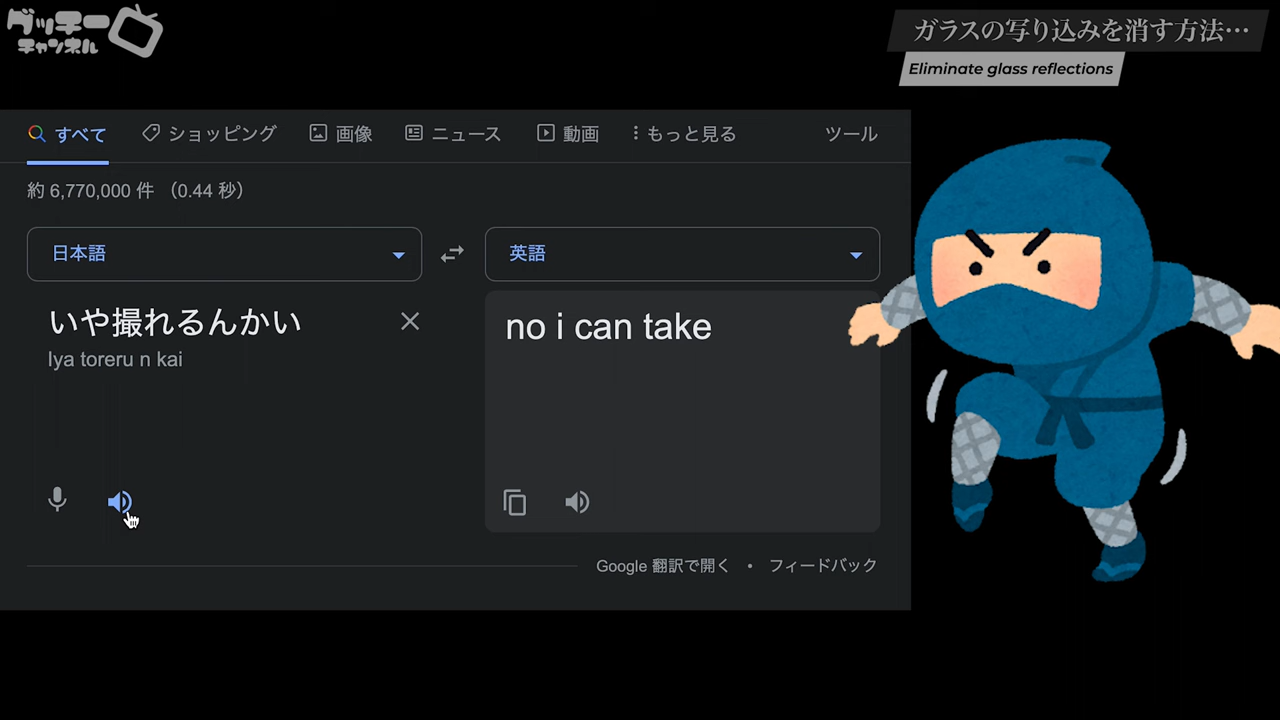 グッチー
チャンネル
ガラスの写り込みを消す方法…
Eliminate glass reflections
すべて ショッピング 画像 ニュース 動画 もっと見る ツール
約 6,770,000 件 （0.44 秒）
日本語 英語
いや撮れるんかい
Iya toreru n kai
no i can take
Google 翻訳で開く • フィードバック